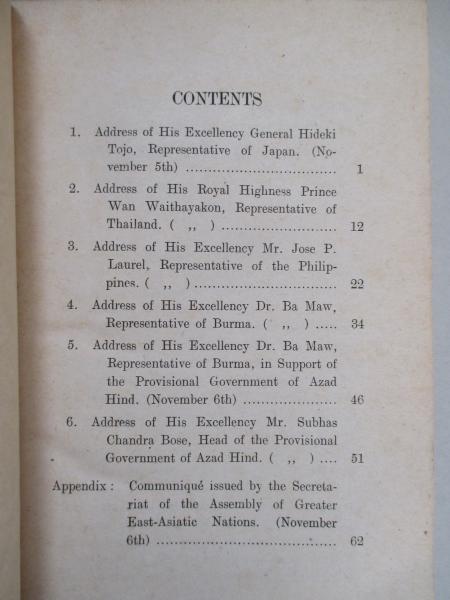 CONTENTS
1. Address of His Excellency General Hideki
Tojo, Representative of Japan. (No-
vember 5th) .................................. 1
2. Address of His Royal Highness Prince
Wan Waithayakon, Representative of
Thailand. ( ,, ) .......................... 12
3. Address of His Excellency Mr. Jose P.
Laurel, Representative of the Philip-
pines. ( ,, ) ................................ 22
4. Address of His Excellency Dr. Ba Maw,
Representative of Burma. ( ,, ) ..... 34
5. Address of His Excellency Dr. Ba Maw,
Representative of Burma, in Support of
the Provisional Government of Azad
Hind. (November 6th) ..................... 46
6. Address of His Excellency Mr. Subhas
Chandra Bose, Head of the Provisional
Government of Azad Hind. ( ,, ) .... 51
Appendix : Communiqué issued by the Secreta-
riat of the Assembly of Greater
East-Asiatic Nations. (November
6th) ........................................ 62